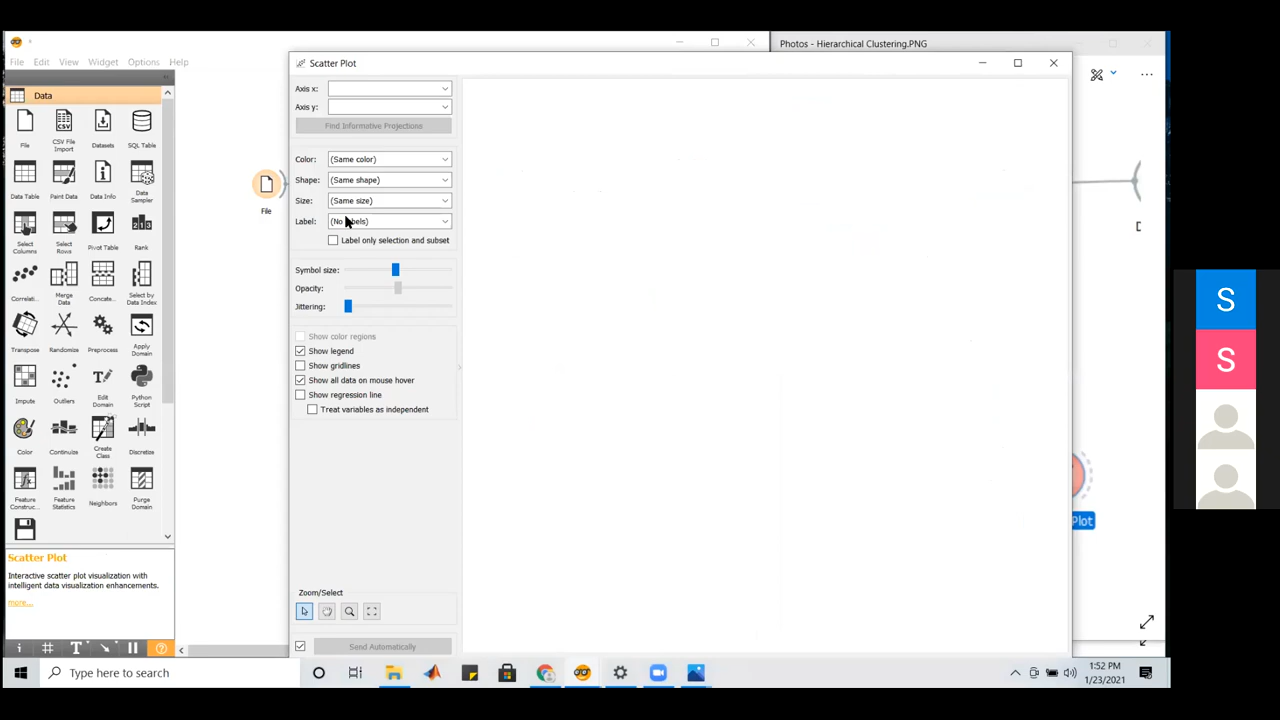 Photos - Hierarchical Clustering.PNG
File Edit View Widget Options Help
Scatter Plot
Data
File
CSV File Import
Datasets
SQL Table
Data Table
Paint Data
Data Info
Data Sampler
Select Columns
Select Rows
Pivot Table
Rank
Correlati...
Merge Data
Concate...
Select by Data Index
Transpose
Randomize
Preprocess
Apply Domain
Impute
Outliers
Edit Domain
Python Script
Color
Continuize
Create Class
Discretize
Feature Construc...
Feature Statistics
Neighbors
Purge Domain
Scatter Plot
Interactive scatter plot visualization with
intelligent data visualization enhancements.
more...
File
Axis x:
Axis y:
Find Informative Projections
Color: (Same color)
Shape: (Same shape)
Size: (Same size)
Label:
Label only selection and subset
Symbol size:
Opacity:
Jittering:
Show color regions
Show legend
Show gridlines
Show all data on mouse hover
Show regression line
Treat variables as independent
Zoom/Select
Send Automatically
Plot
S
S
Type here to search
1:52 PM
1/23/2021